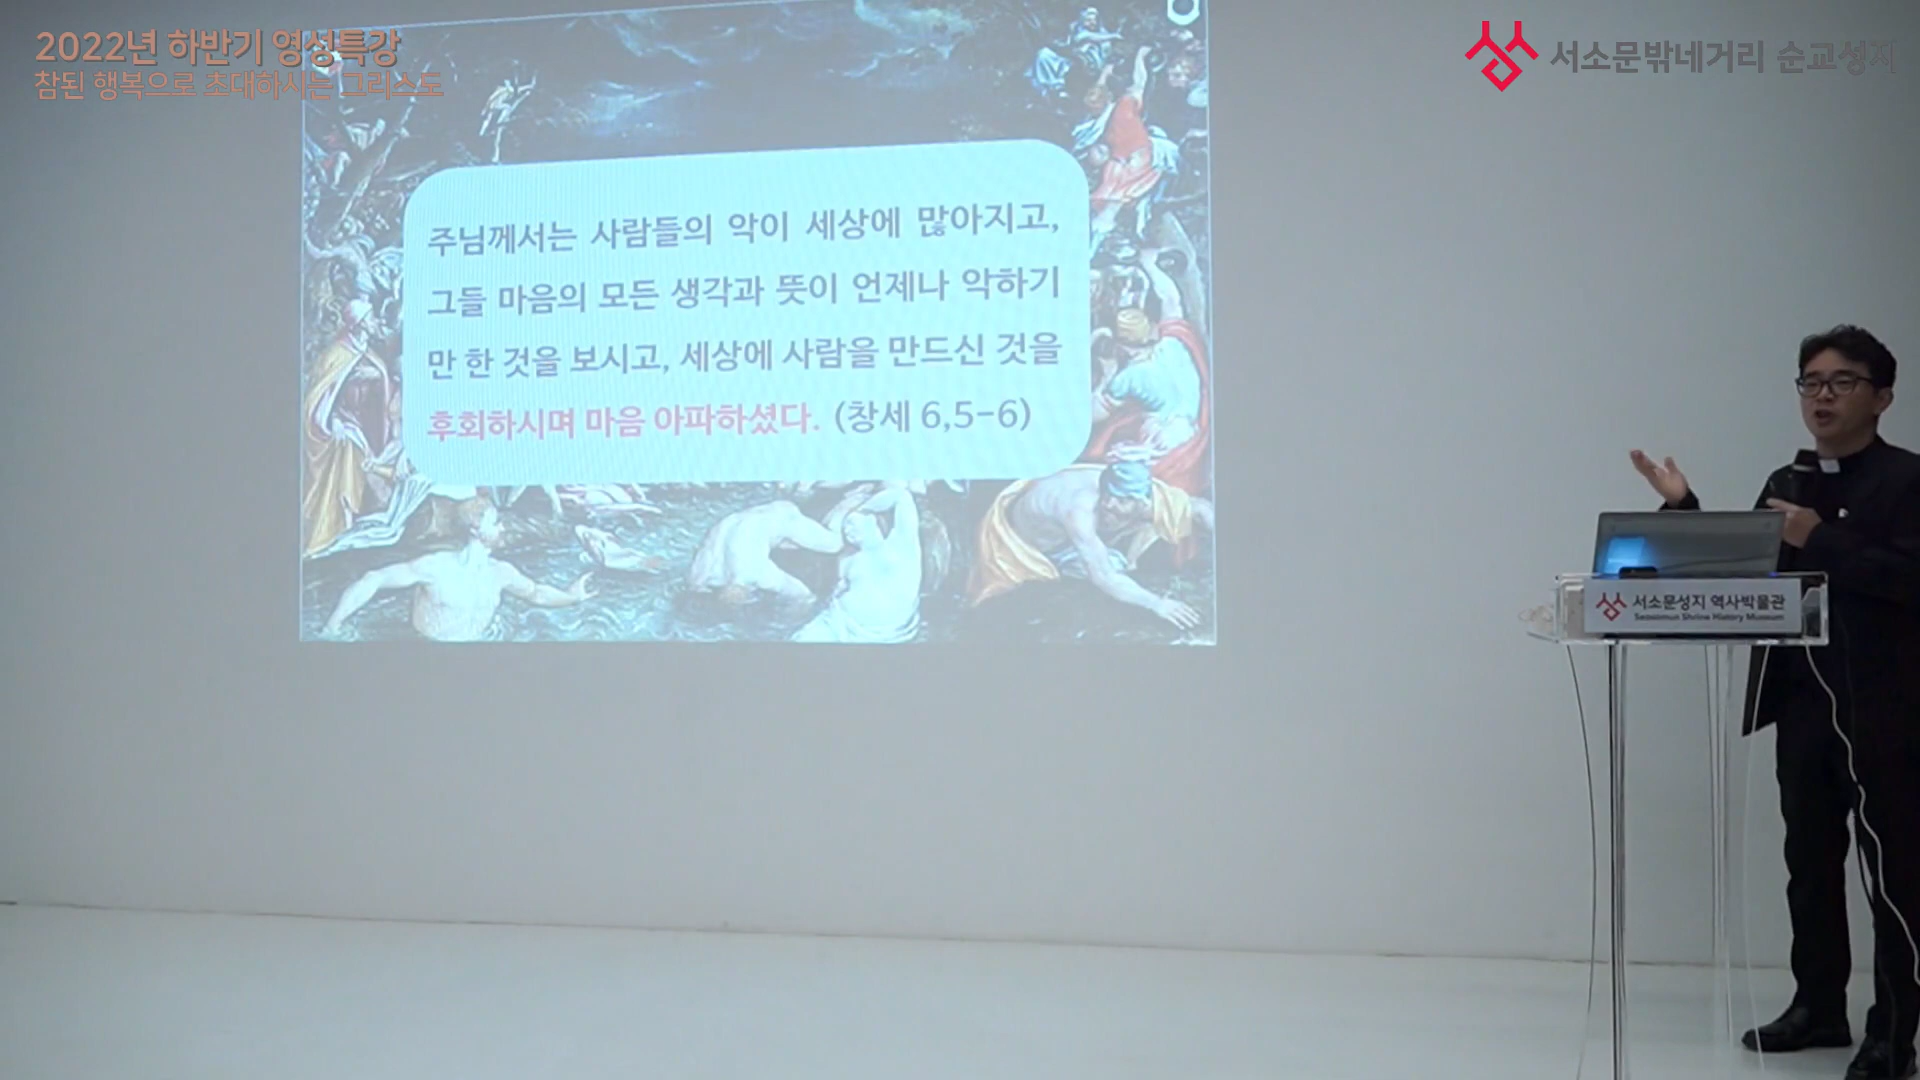 2022년 하반기 영성특강
참된 행복으로 초대하시는 그리스도
서소문밖네거리 순교성지
주님께서는 사람들의 악이 세상에 많아지고,
그들 마음의 모든 생각과 뜻이 언제나 악하기
만 한 것을 보시고, 세상에 사람을 만드신 것을
후회하시며 마음 아파하셨다. (창세 6,5-6)
서소문성지 역사박물관
Seosomun Shrine History Museum